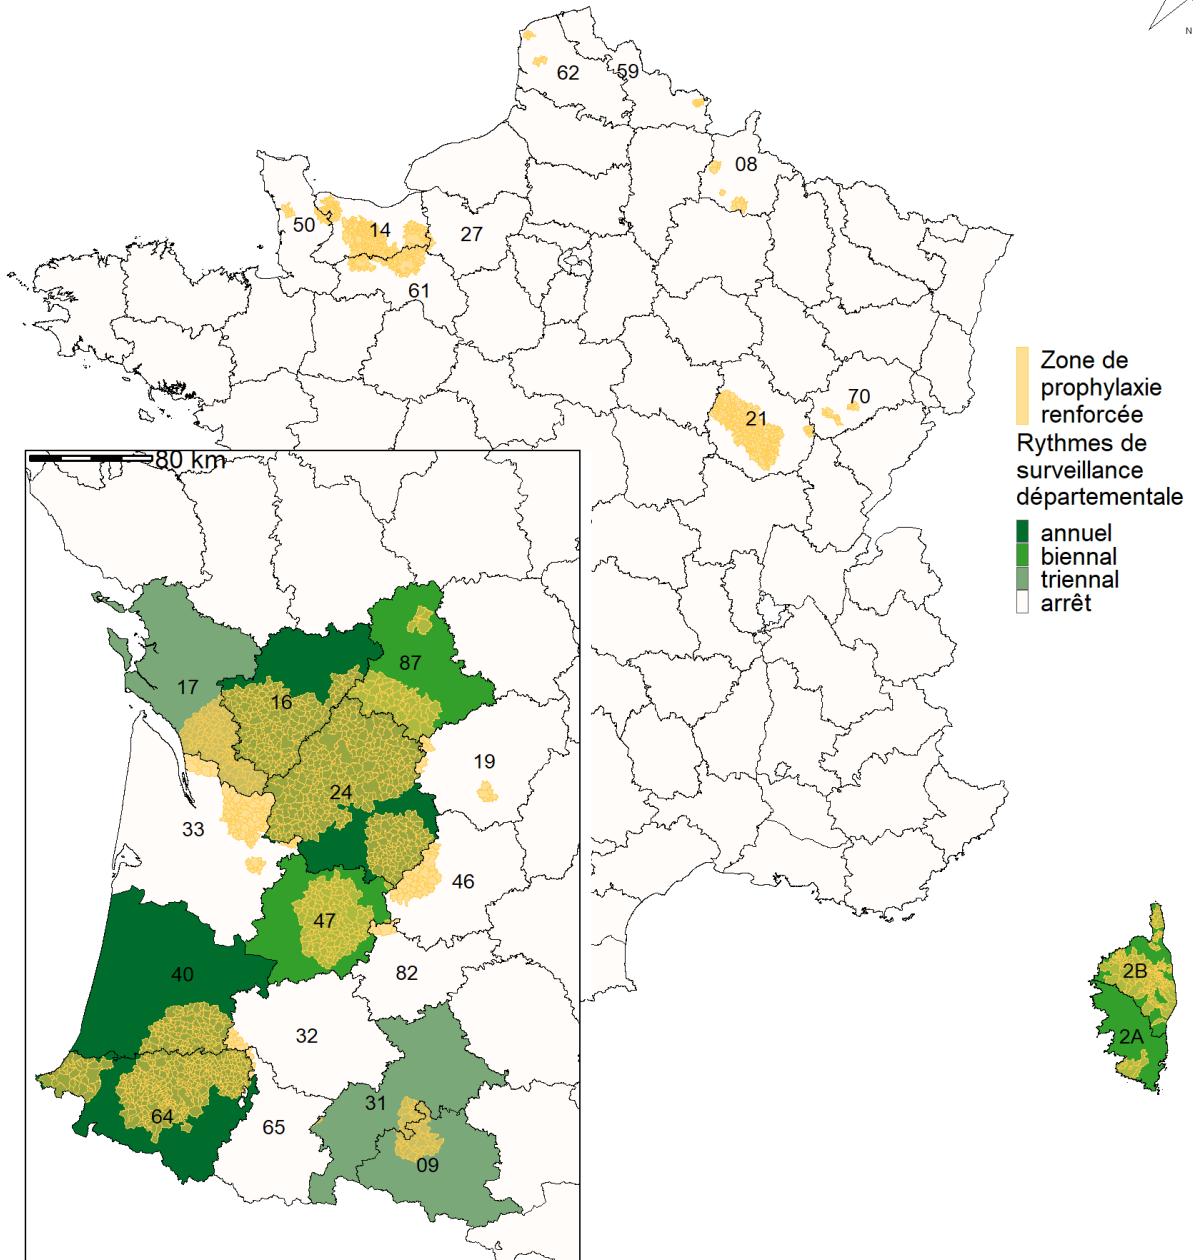 N
62
59
08
50
14
27
61
21
70
Zone de
prophylaxie
renforcée
Rythmes de
surveillance
départementale
annuel
biennal
triennal
arrêt
80 km
87
17
16
19
24
33
46
47
40
82
32
31
64
65
09
2B
2A